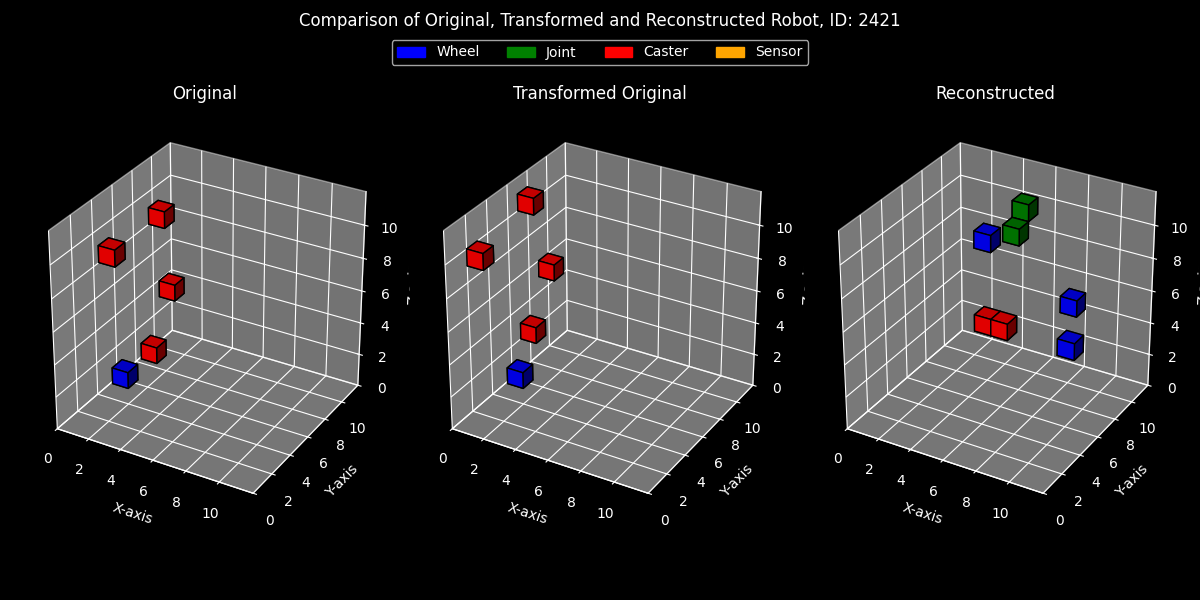 Comparison of Original, Transformed and Reconstructed Robot, ID: 2421
Wheel Joint Caster Sensor
Original Transformed Original Reconstructed
10 10 10
8 8 8
6 6 6
4 4 4
2 2 2
0 0 0
0 2 4 6 8 10 0 2 4 6 8 10 0 2 4 6 8 10
X-axis X-axis X-axis
0 2 4 6 8 10 0 2 4 6 8 10 0 2 4 6 8 10
Y-axis Y-axis Y-axis